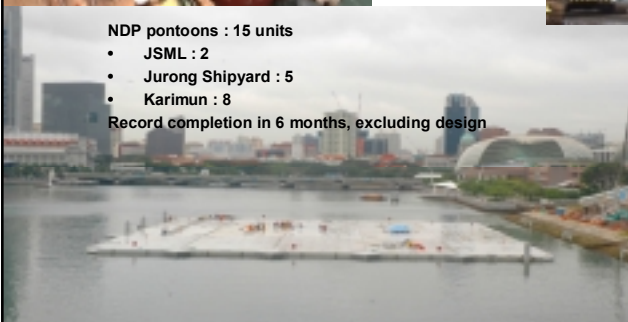 NDP pontoons : 15 units
• JSML : 2
• Jurong Shipyard : 5
• Karimun : 8
Record completion in 6 months, excluding design